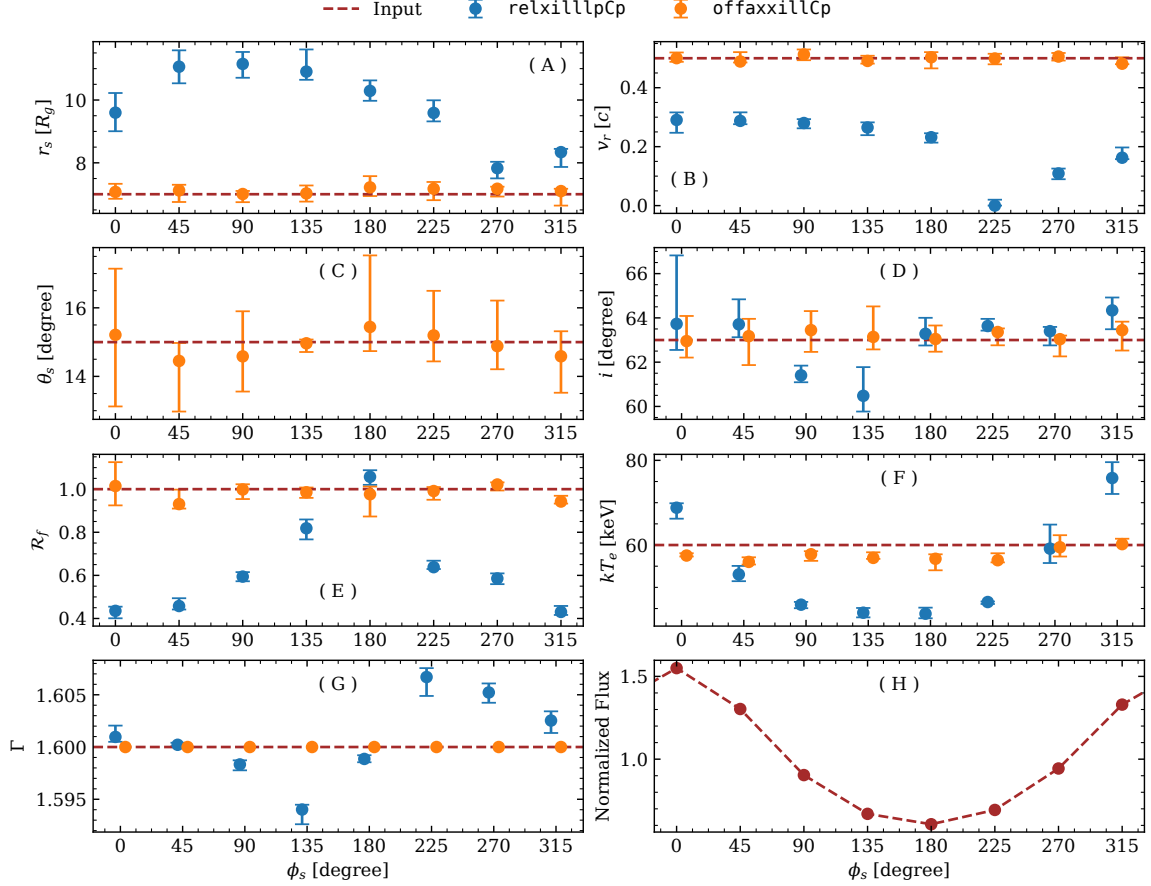 Input relxilllpCp offaxxillCp
( A )
r_s [R_g]
10
7
0 45 90 135 180 225 270 315
( B )
v_r [c]
0.4
0.2
0.0
0 45 90 135 180 225 270 315
( C )
θ_s [degree]
16
14
0 45 90 135 180 225 270 315
( D )
i [degree]
66
64
62
60
0 45 90 135 180 225 270 315
( E )
R_f
1.0
0.8
0.6
0.4
0 45 90 135 180 225 270 315
( F )
kT_e [keV]
80
60
0 45 90 135 180 225 270 315
( G )
Γ
1.605
1.600
1.595
0 45 90 135 180 225 270 315
ϕ_s [degree]
( H )
Normalized Flux
1.5
1.0
0 45 90 135 180 225 270 315
ϕ_s [degree]